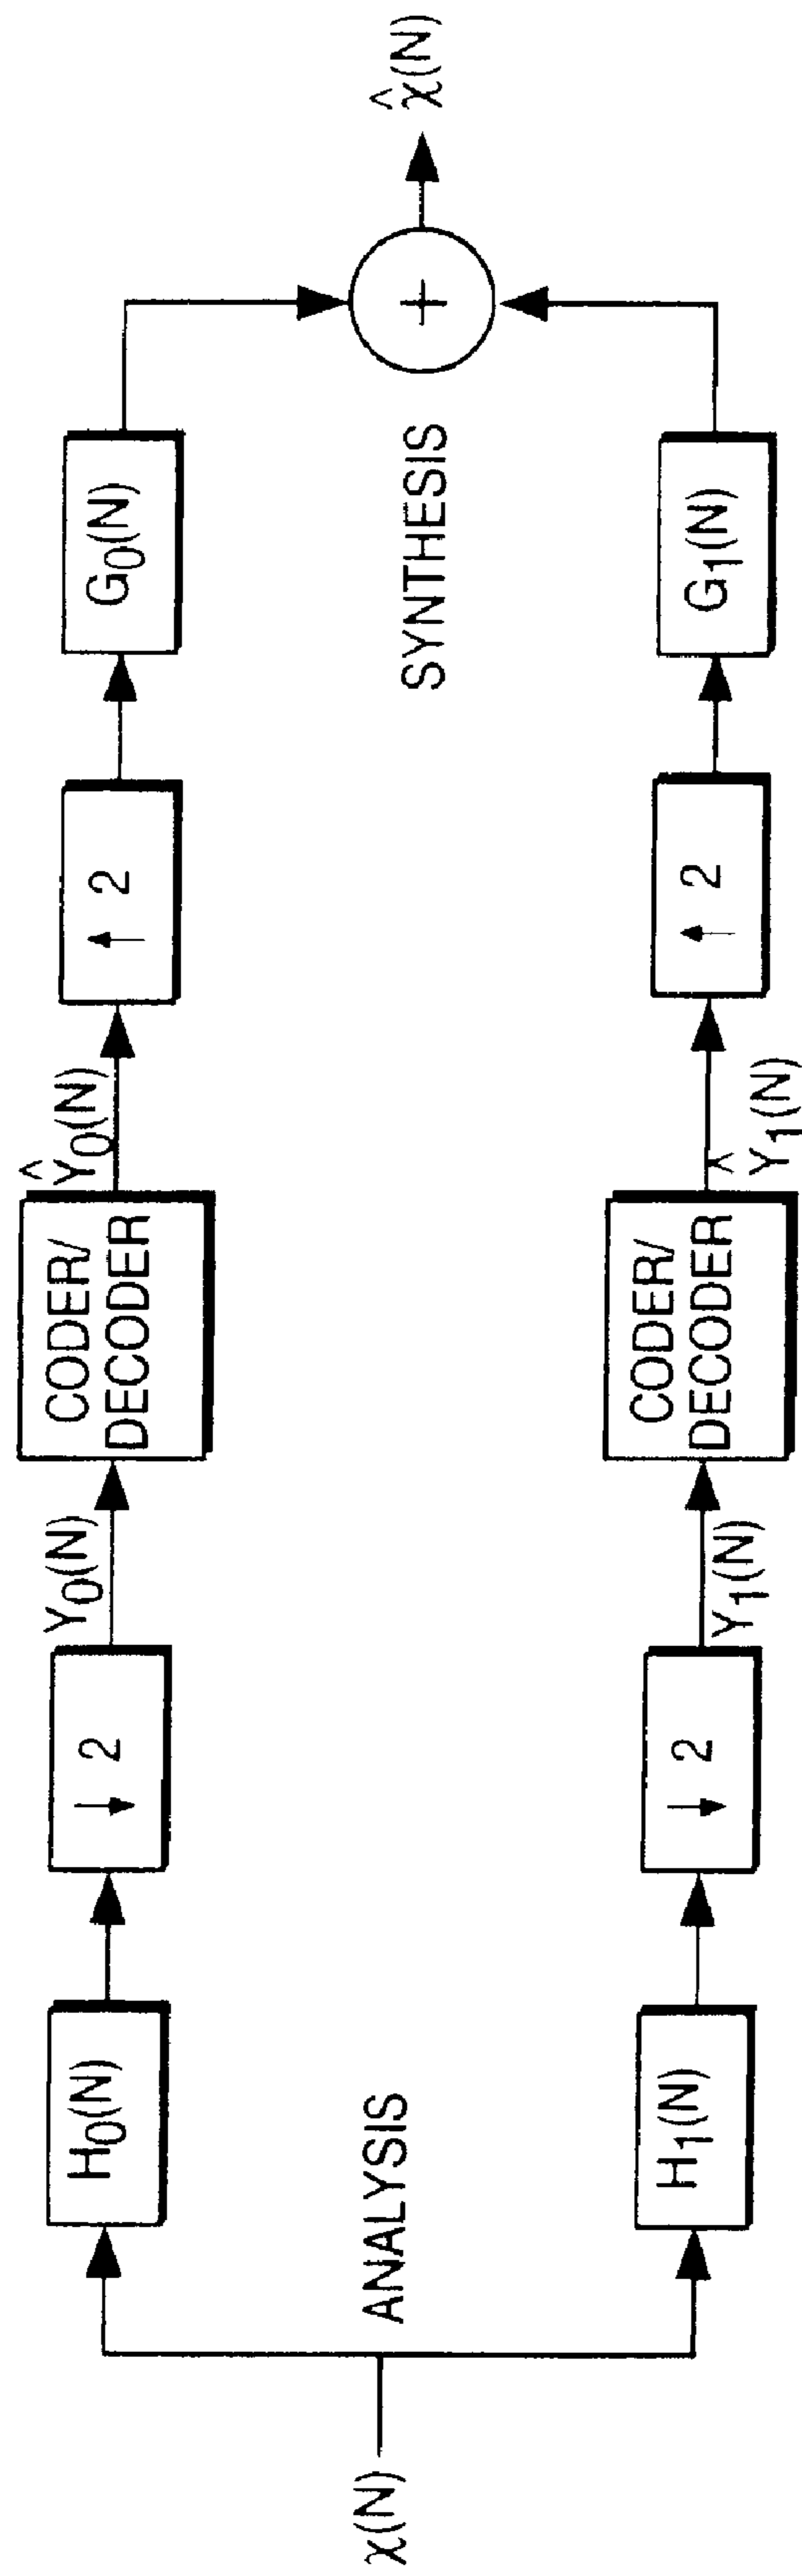 χ(N)
ANALYSIS
H₀(N)
↓ 2
Y₀(N)
CODER/
DECODER
Ŷ₀(N)
↑ 2
G₀(N)
H₁(N)
↓ 2
Y₁(N)
CODER/
DECODER
Ŷ₁(N)
↑ 2
G₁(N)
SYNTHESIS
+
χ̂(N)